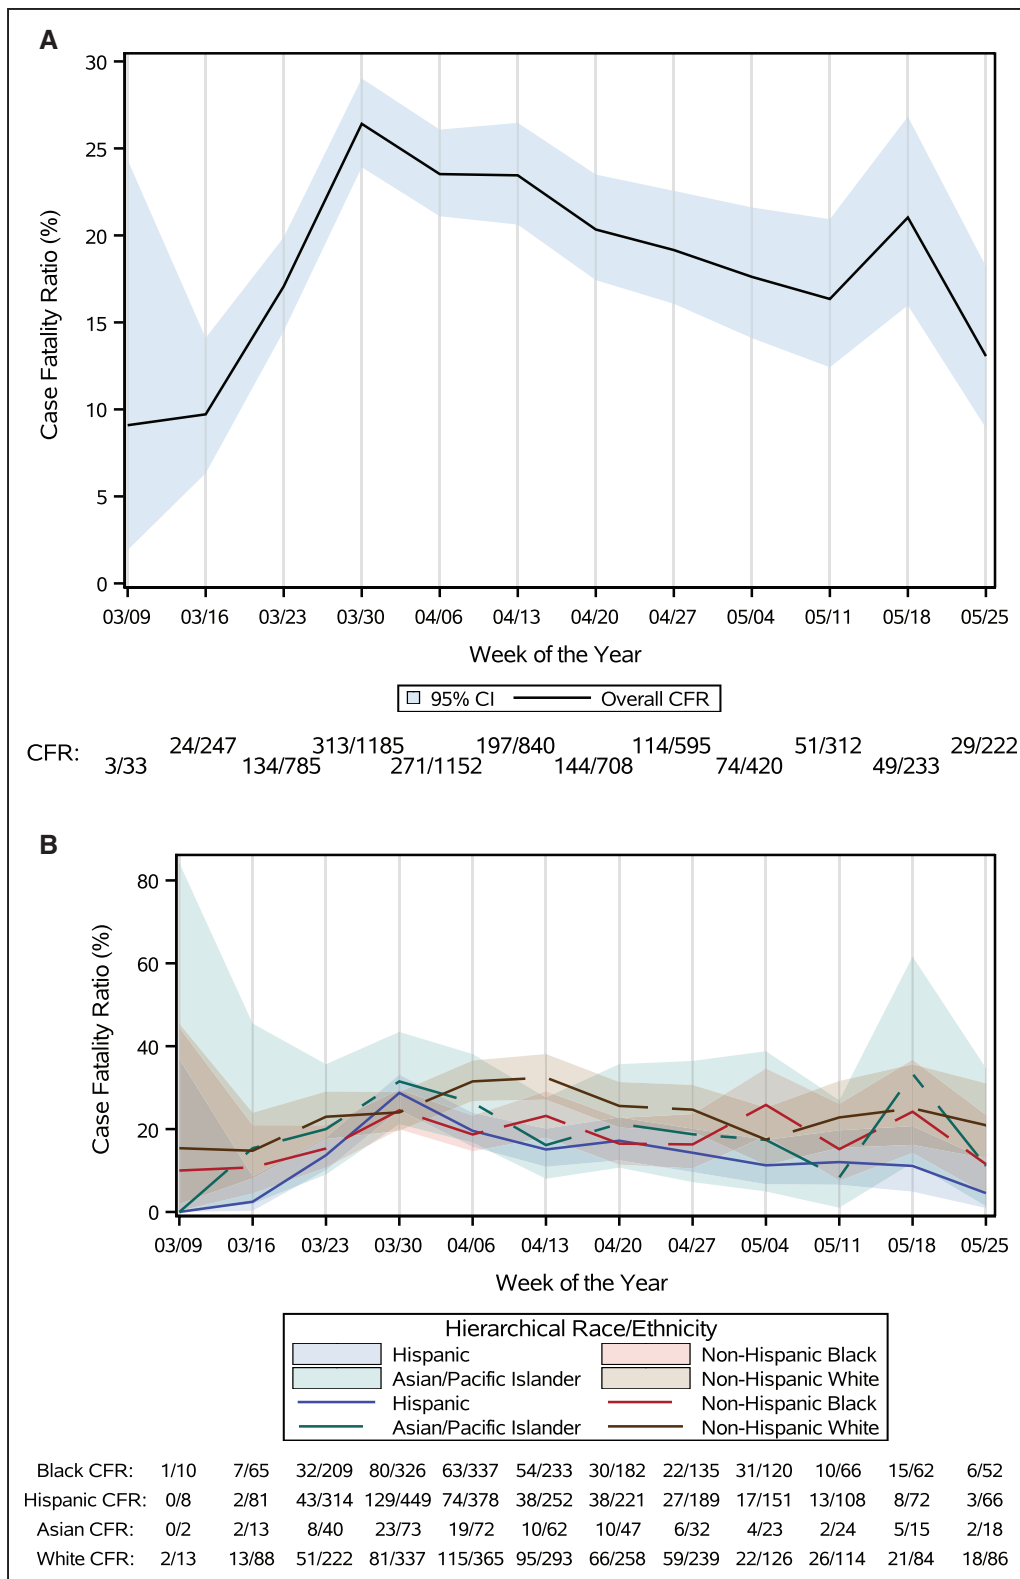 A
30
25
20
15
10
5
0
Case Fatality Ratio (%)
03/09 03/16 03/23 03/30 04/06 04/13 04/20 04/27 05/04 05/11 05/18 05/25
Week of the Year
95% CI Overall CFR
CFR: 3/33 24/247 134/785 313/1185 271/1152 197/840 144/708 114/595 74/420 51/312 49/233 29/222
B
80
60
40
20
0
Case Fatality Ratio (%)
03/09 03/16 03/23 03/30 04/06 04/13 04/20 04/27 05/04 05/11 05/18 05/25
Week of the Year
Hierarchical Race/Ethnicity
Hispanic Non-Hispanic Black
Asian/Pacific Islander Non-Hispanic White
Hispanic Non-Hispanic Black
Asian/Pacific Islander Non-Hispanic White
Black CFR: 1/10 7/65 32/209 80/326 63/337 54/233 30/182 22/135 31/120 10/66 15/62 6/52
Hispanic CFR: 0/8 2/81 43/314 129/449 74/378 38/252 38/221 27/189 17/151 13/108 8/72 3/66
Asian CFR: 0/2 2/13 8/40 23/73 19/72 10/62 10/47 6/32 4/23 2/24 5/15 2/18
White CFR: 2/13 13/88 51/222 81/337 115/365 95/293 66/258 59/239 22/126 26/114 21/84 18/86